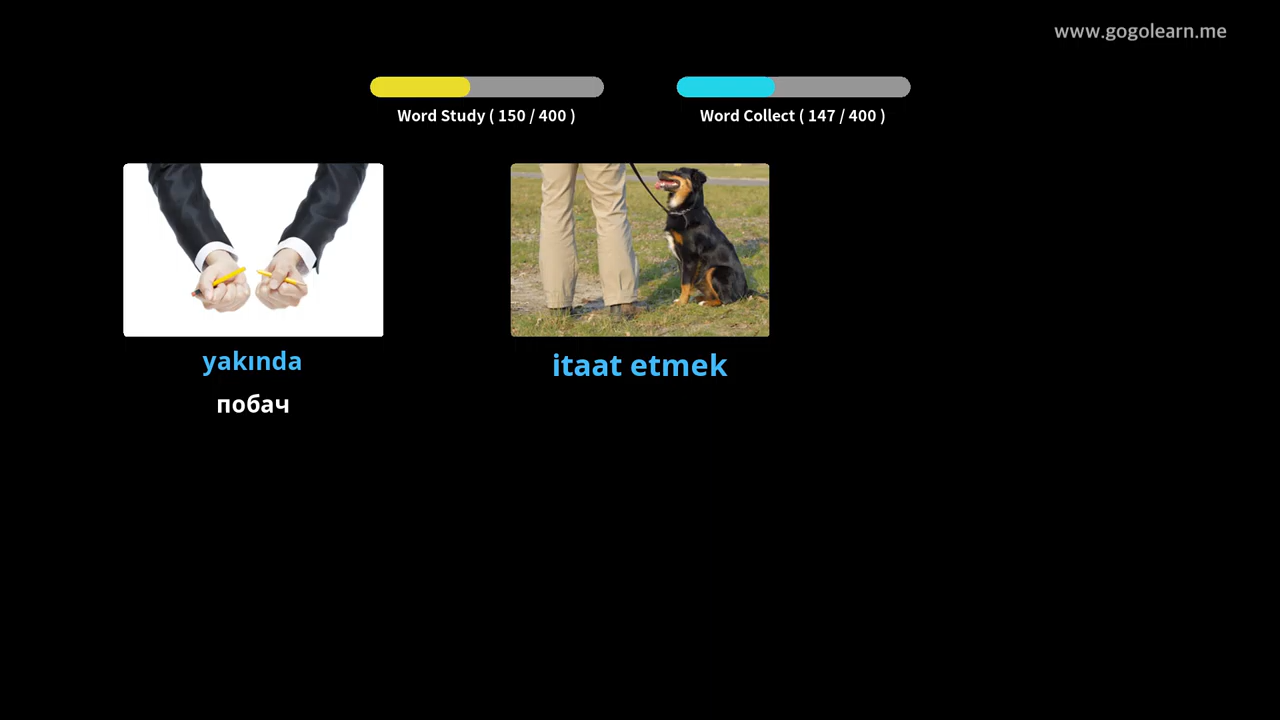 www.gogolearn.me
Word Study ( 150 / 400 )
Word Collect ( 147 / 400 )
yakında
побач
itaat etmek